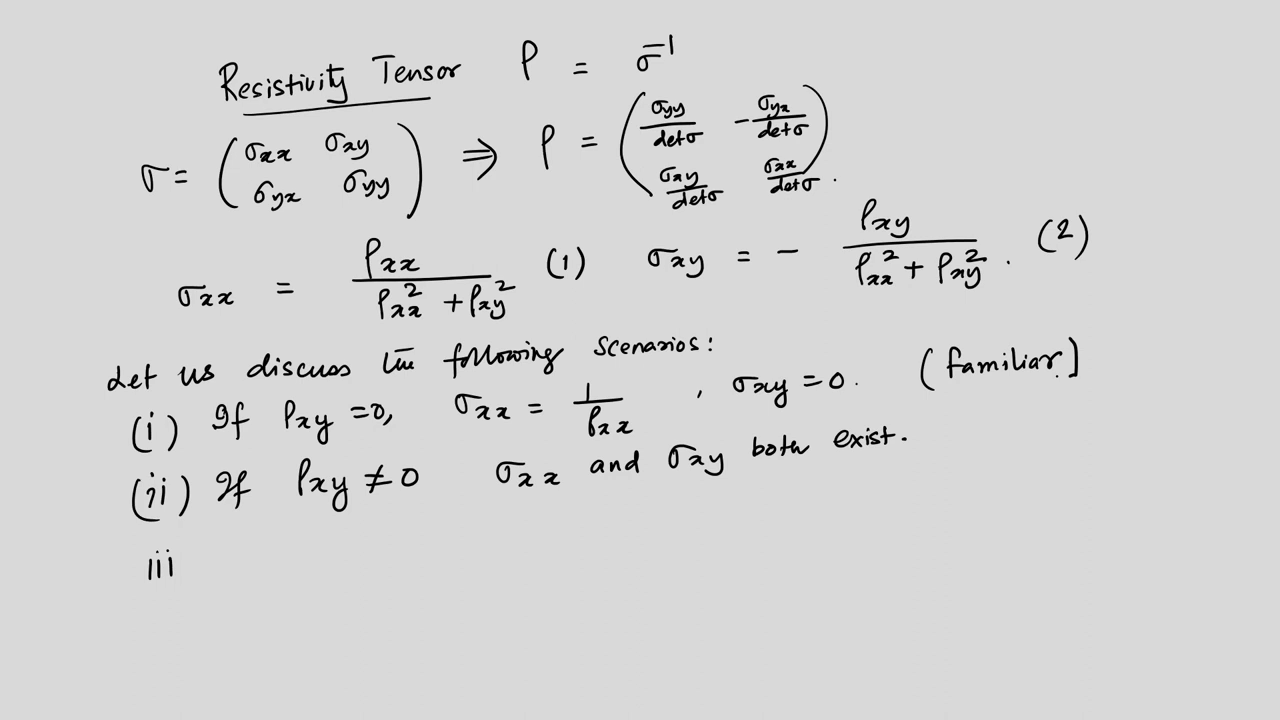 Resistivity Tensor ρ = σ⁻¹
σ = ( σxx σxy ; σyx σyy ) ⇒ ρ = ( σyy/detσ -σyx/detσ ; σxy/detσ σxx/detσ ).
σxx = ρxx / (ρxx² + ρxy²) (1) σxy = - ρxy / (ρxx² + ρxy²). (2)
Let us discuss the following scenarios:
(i) If ρxy = 0, σxx = 1/ρxx , σxy = 0. (familiar)
(ii) If ρxy ≠ 0 σxx and σxy both exist.
iii